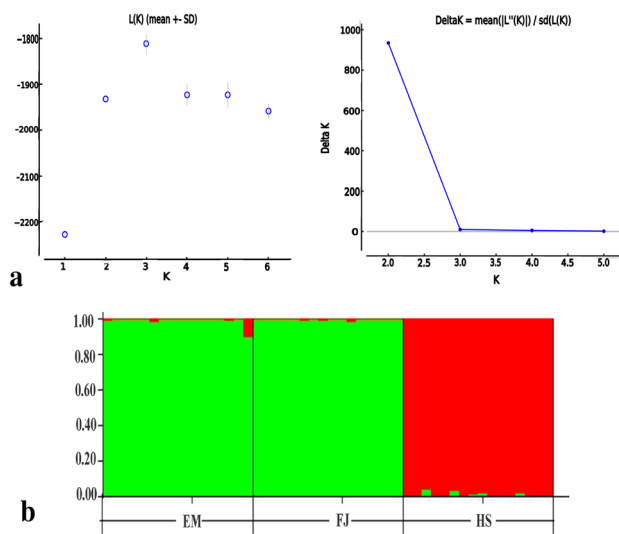 L(K) (mean +- SD)
−1800
−1900
−2000
−2100
−2200
1 2 3 4 5 6
K
a
DeltaK = mean(|L"(K)|) / sd(L(K))
1000
800
600
400
200
0
Delta K
2.0 2.5 3.0 3.5 4.0 4.5 5.0
K
1.00
0.80
0.60
0.40
0.20
0.00
b
EM FJ HS